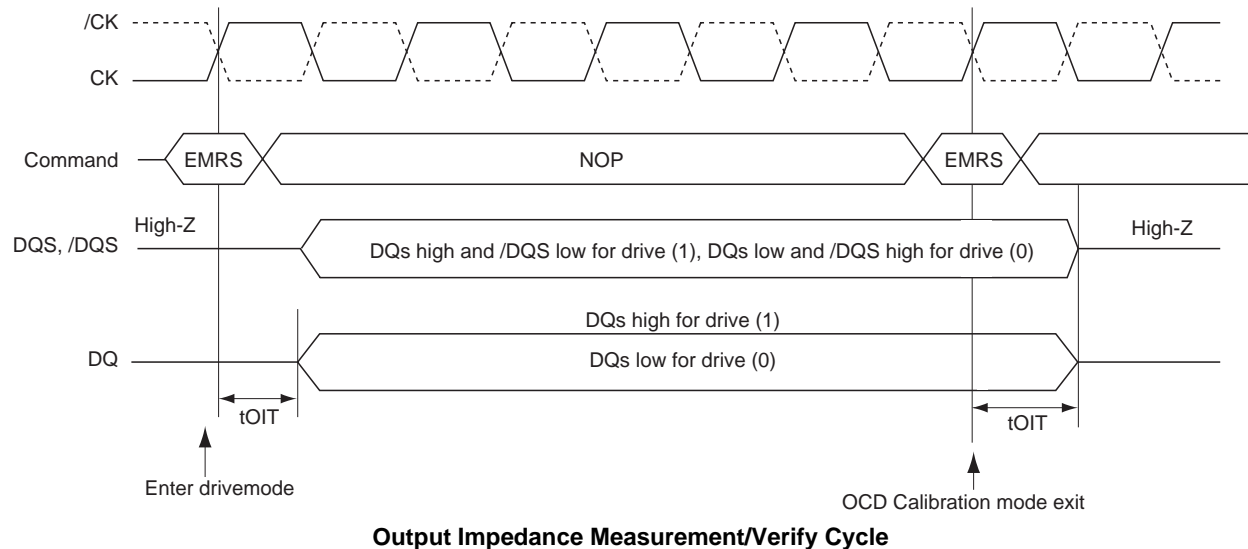 /CK
CK
Command
EMRS
NOP
EMRS
High-Z
DQS, /DQS
DQs high and /DQS low for drive (1), DQs low and /DQS high for drive (0)
High-Z
DQs high for drive (1)
DQ
DQs low for drive (0)
tOIT
tOIT
Enter drivemode
OCD Calibration mode exit
Output Impedance Measurement/Verify Cycle